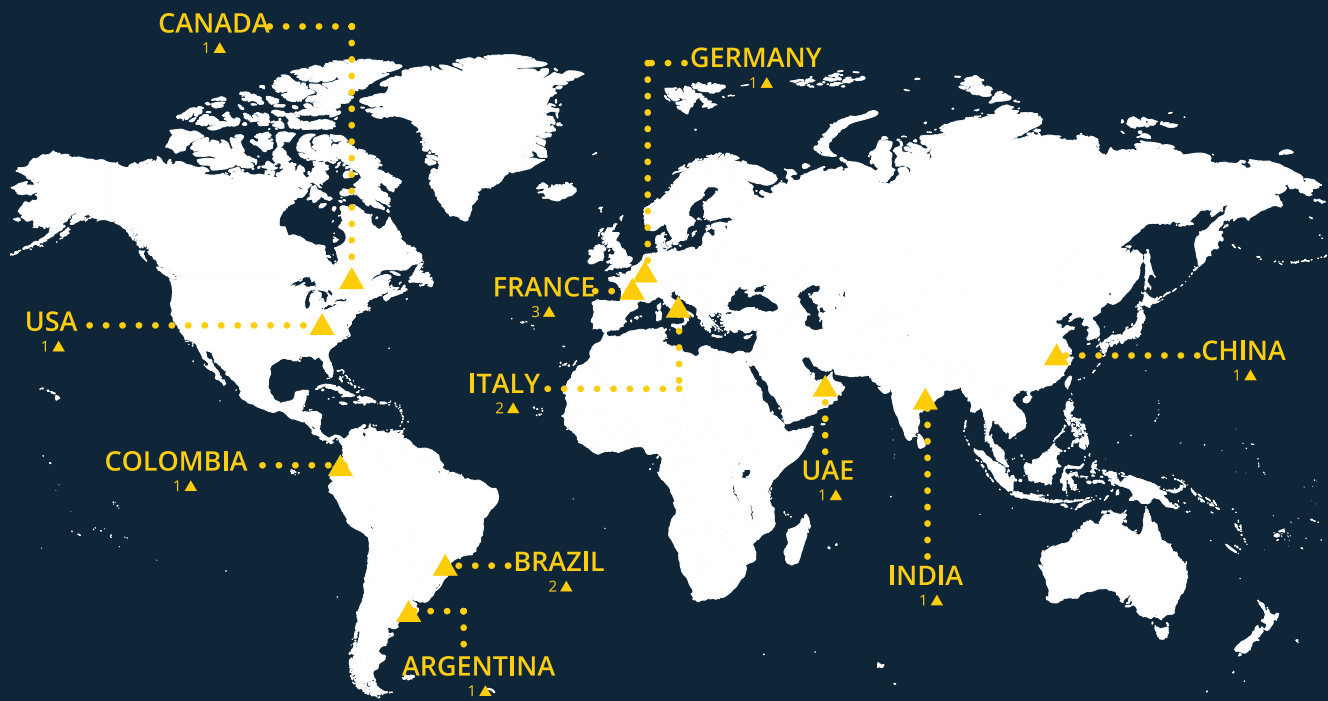 CANADA
1▲
GERMANY
1▲
FRANCE
3▲
USA
1▲
CHINA
1▲
ITALY
2▲
COLOMBIA
1▲
UAE
1▲
BRAZIL
2▲
INDIA
1▲
ARGENTINA
1▲